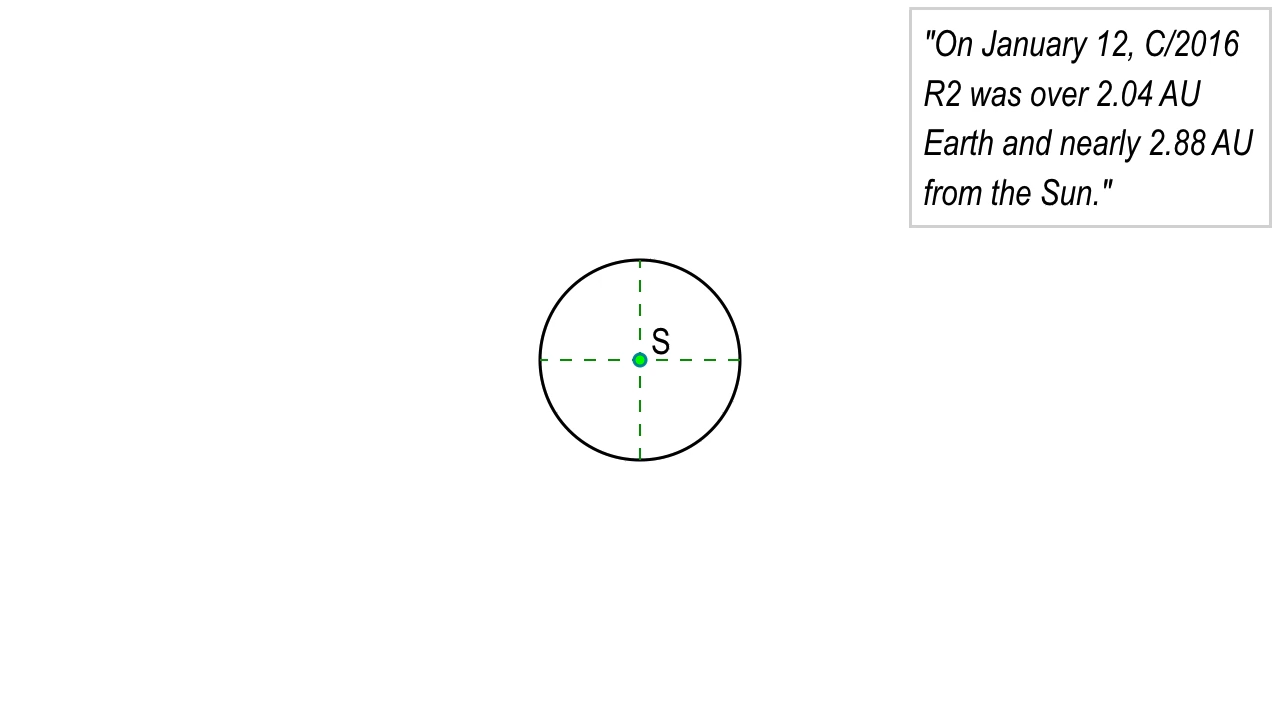 "On January 12, C/2016
R2 was over 2.04 AU
Earth and nearly 2.88 AU
from the Sun."
S